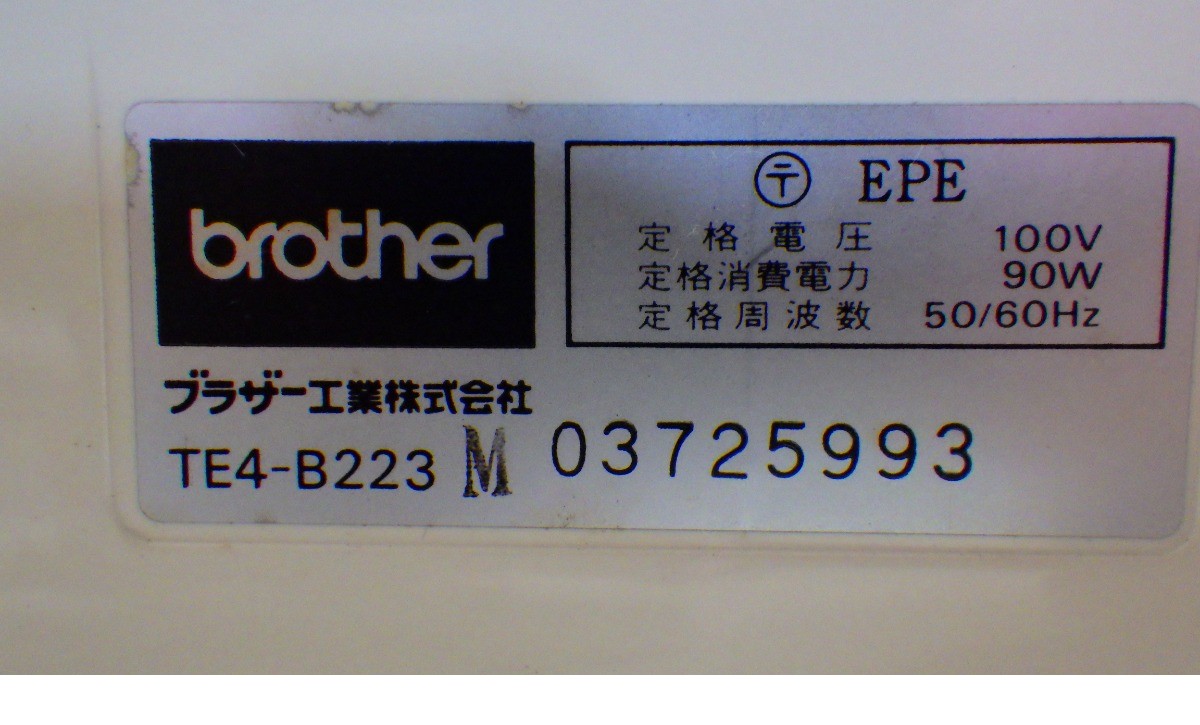 brother
〒 EPE
定格電圧 100V
定格消費電力 90W
定格周波数 50/60Hz
ブラザー工業株式会社
TE4-B223 M 03725993